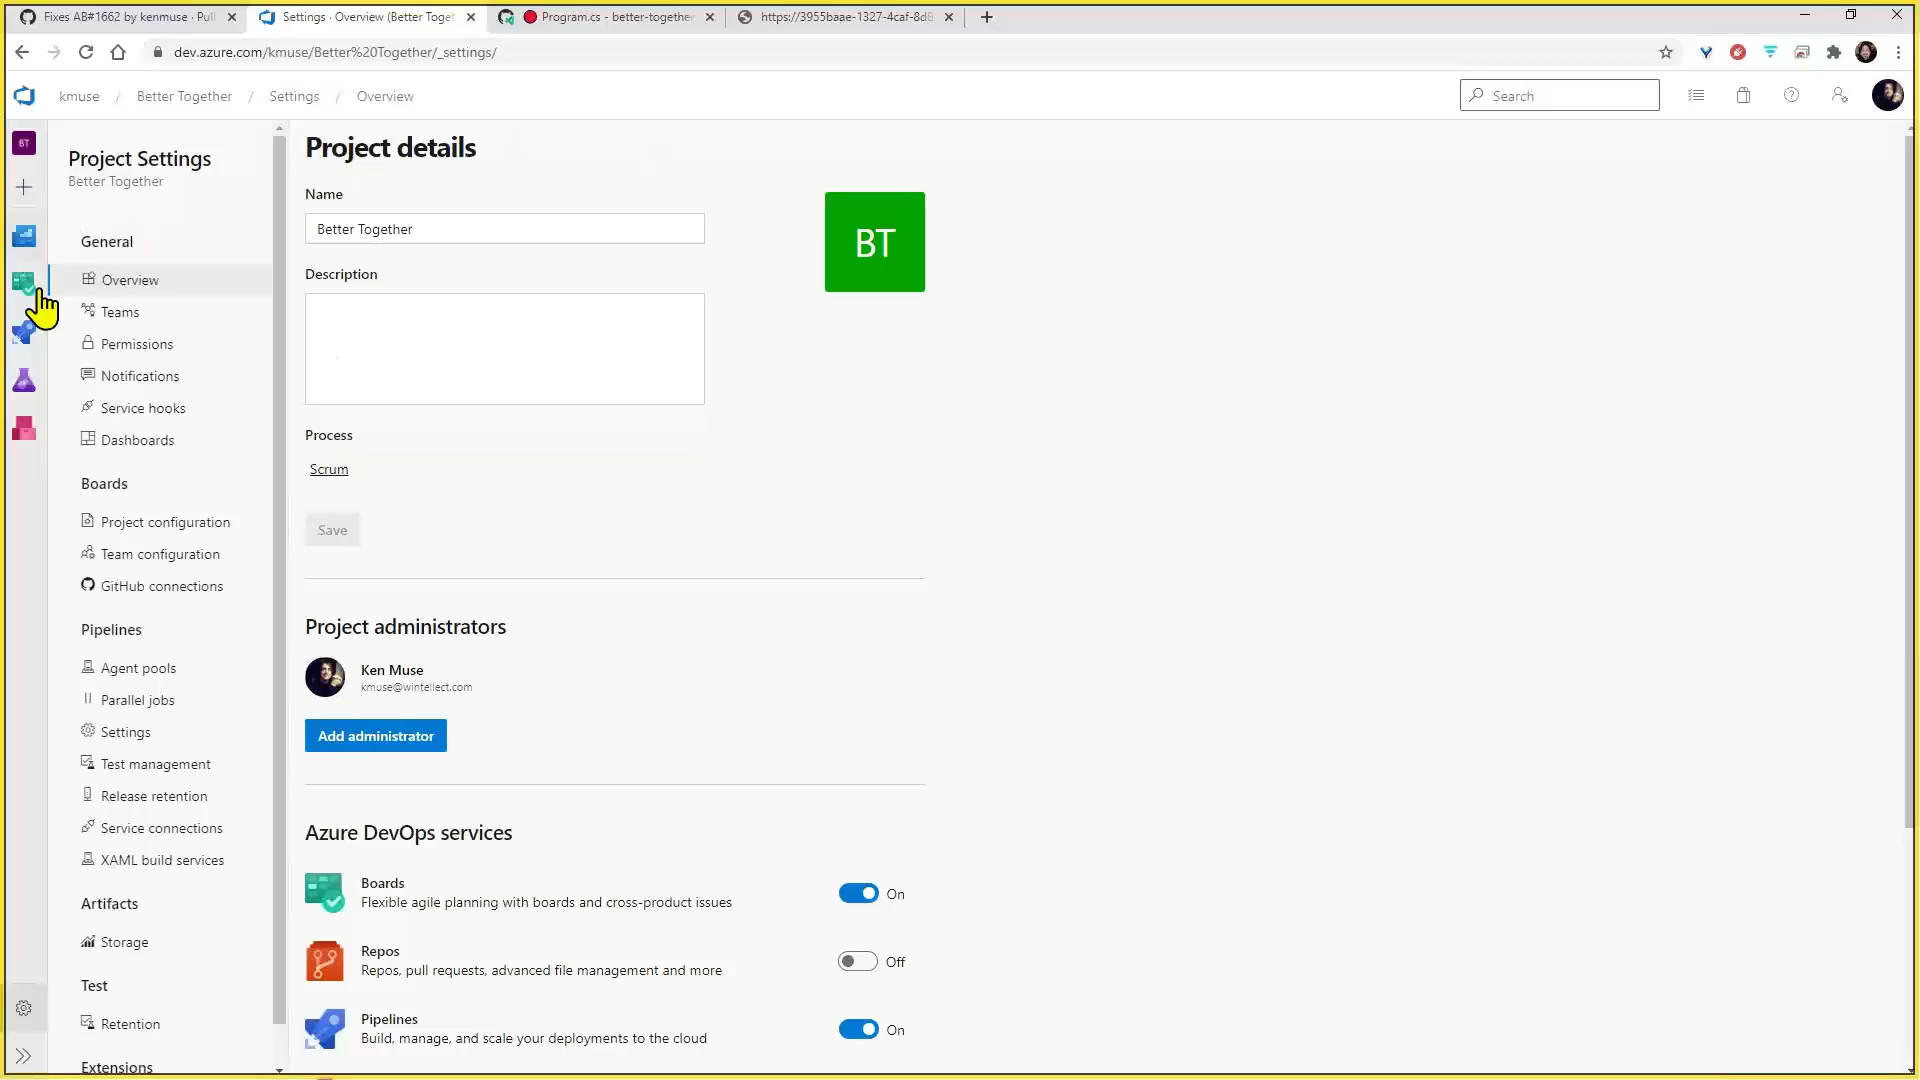 Fixes AB#1662 by kenmuse · Pull
Settings · Overview (Better Toget
Program.cs - better-together
https://3955baae-1327-4caf-8d8
dev.azure.com/kmuse/Better%20Together/_settings/
kmuse / Better Together / Settings / Overview
Search
BT
Project Settings
Better Together
General
Overview
Teams
Permissions
Notifications
Service hooks
Dashboards
Boards
Project configuration
Team configuration
GitHub connections
Pipelines
Agent pools
Parallel jobs
Settings
Test management
Release retention
Service connections
XAML build services
Artifacts
Storage
Test
Retention
Extensions
Project details
Name
Better Together
BT
Description
Process
Scrum
Save
Project administrators
Ken Muse
kmuse@wintellect.com
Add administrator
Azure DevOps services
Boards
Flexible agile planning with boards and cross-product issues
On
Repos
Repos, pull requests, advanced file management and more
Off
Pipelines
Build, manage, and scale your deployments to the cloud
On